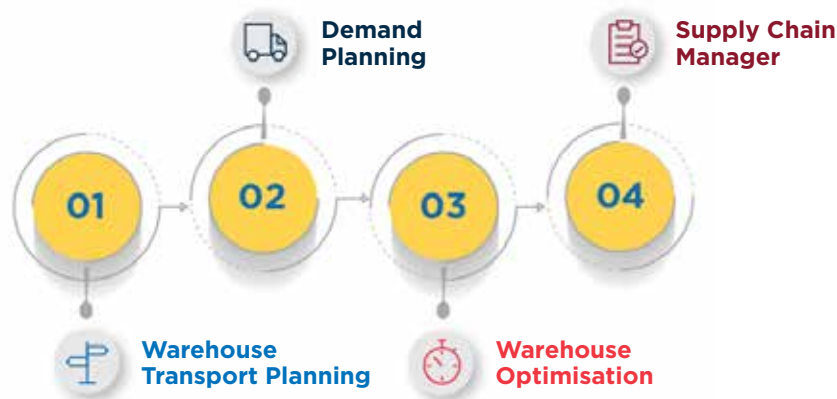 Demand
Planning
Supply Chain
Manager
01
02
03
04
Warehouse
Transport Planning
Warehouse
Optimisation